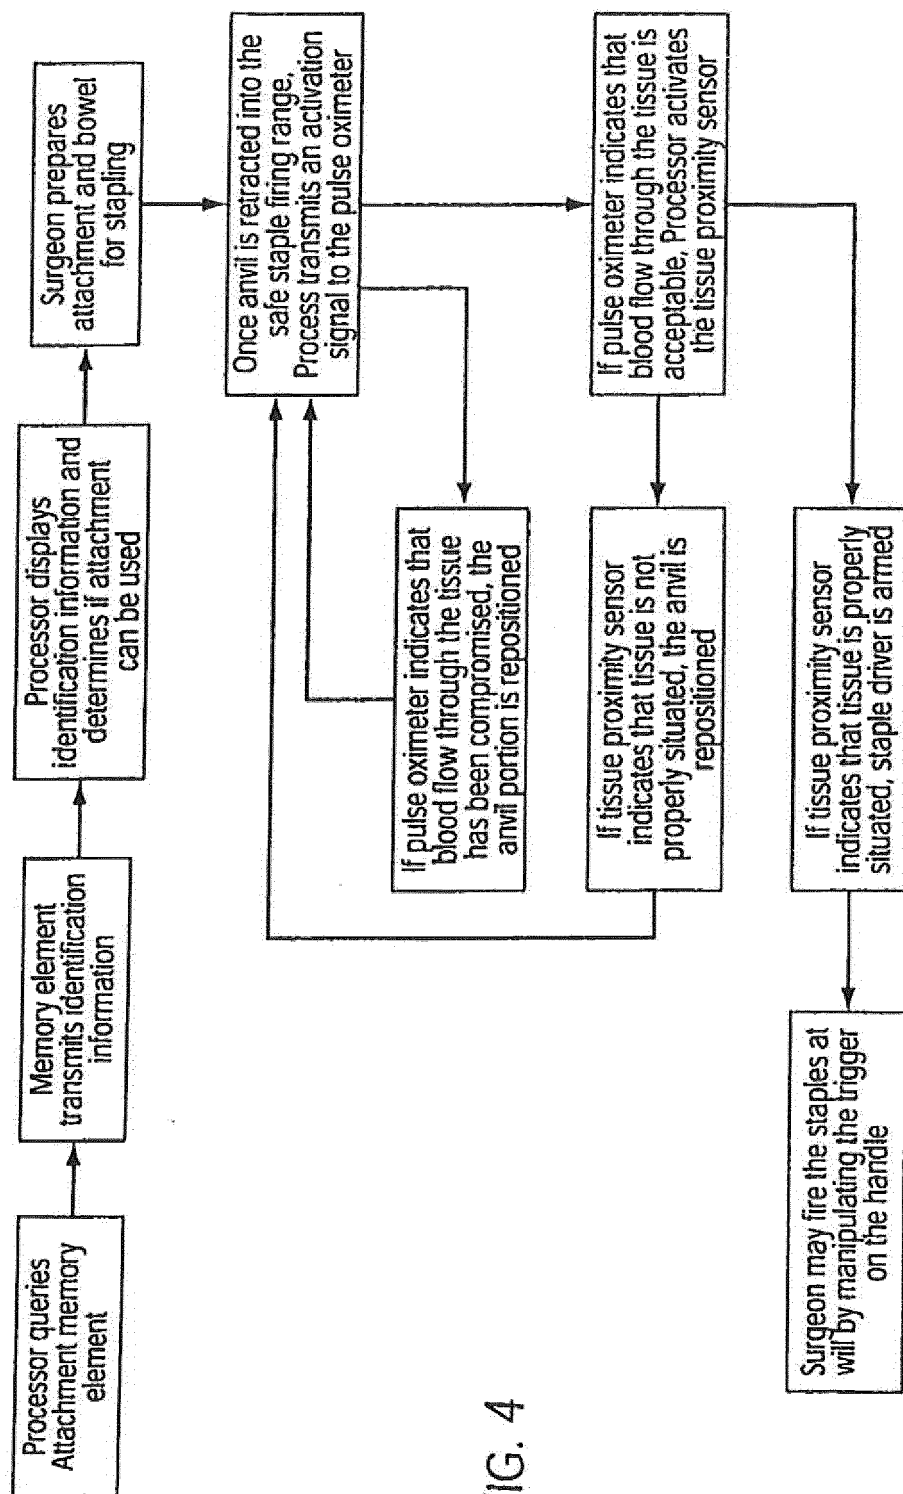 Processor queries
Attachment memory
element
Memory element
transmits identification
information
Processor displays
identification information and
determines if attachment
can be used
Surgeon prepares
attachment and bowel
for stapling
Once anvil is retracted into the
safe staple firing range,
Process transmits an activation
signal to the pulse oximeter
If pulse oximeter indicates that
blood flow through the tissue
has been compromised, the
anvil portion is repositioned
If pulse oximeter indicates that
blood flow through the tissue is
acceptable, Processor activates
the tissue proximity sensor
If tissue proximity sensor
indicates that tissue is not
properly situated, the anvil is
repositioned
If tissue proximity sensor
indicates that tissue is properly
situated, staple driver is armed
Surgeon may fire the staples at
will by manipulating the trigger
on the handle
IG. 4